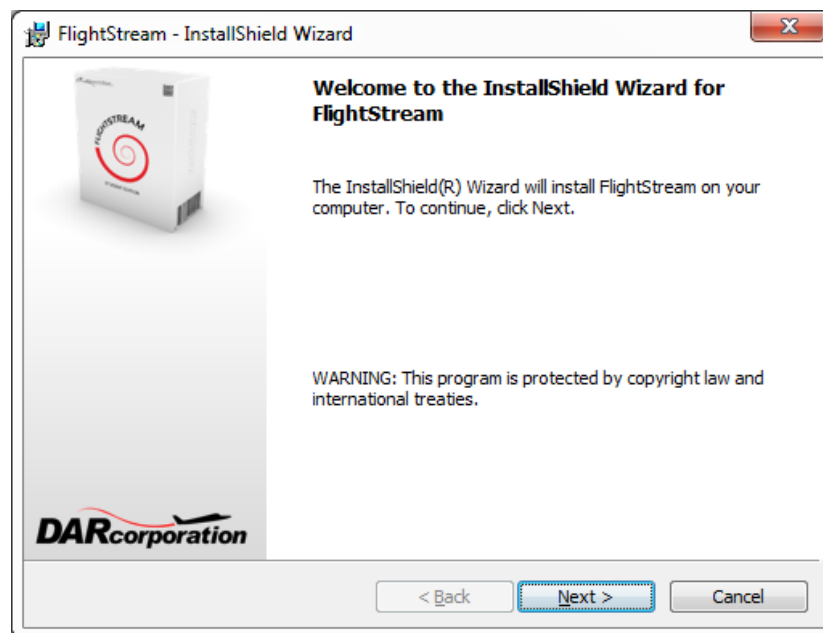 FlightStream - InstallShield Wizard
Welcome to the InstallShield Wizard for
FlightStream
FLIGHTSTREAM
The InstallShield(R) Wizard will install FlightStream on your
computer. To continue, click Next.
WARNING: This program is protected by copyright law and
international treaties.
DARcorporation
< Back
Next >
Cancel